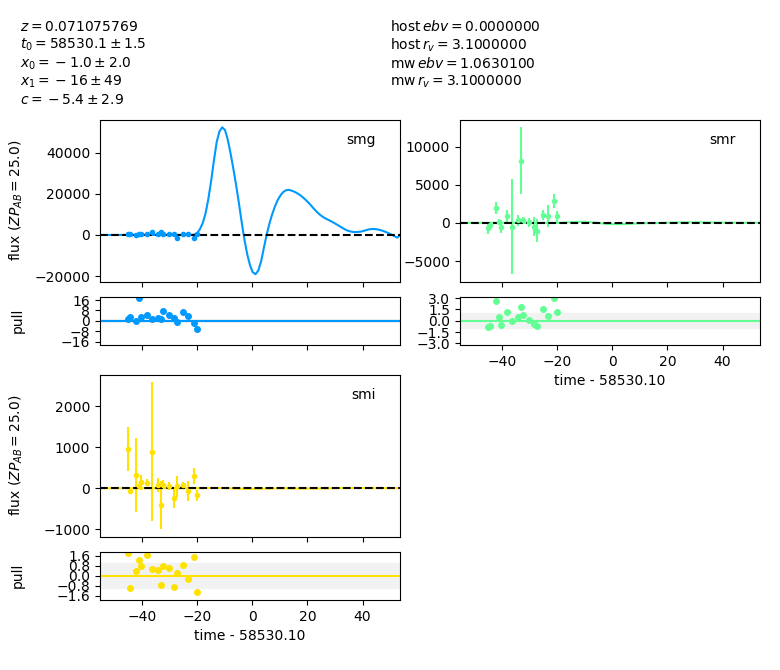 z = 0.071075769
t₀ = 58530.1 ± 1.5
x₀ = −1.0 ± 2.0
x₁ = −16 ± 49
c = −5.4 ± 2.9
host ebv = 0.0000000
host r_v = 3.1000000
mw ebv = 1.0630100
mw r_v = 3.1000000
smg
flux (ZP_AB = 25.0)
40000
20000
0
−20000
smr
10000
5000
0
−5000
pull
16
8
0
−8
−16
3.0
1.5
0.0
−1.5
−3.0
−40 −20 0 20 40
time - 58530.10
smi
flux (ZP_AB = 25.0)
2000
1000
0
−1000
pull
1.6
0.8
0.0
−0.8
−1.6
−40 −20 0 20 40
time - 58530.10